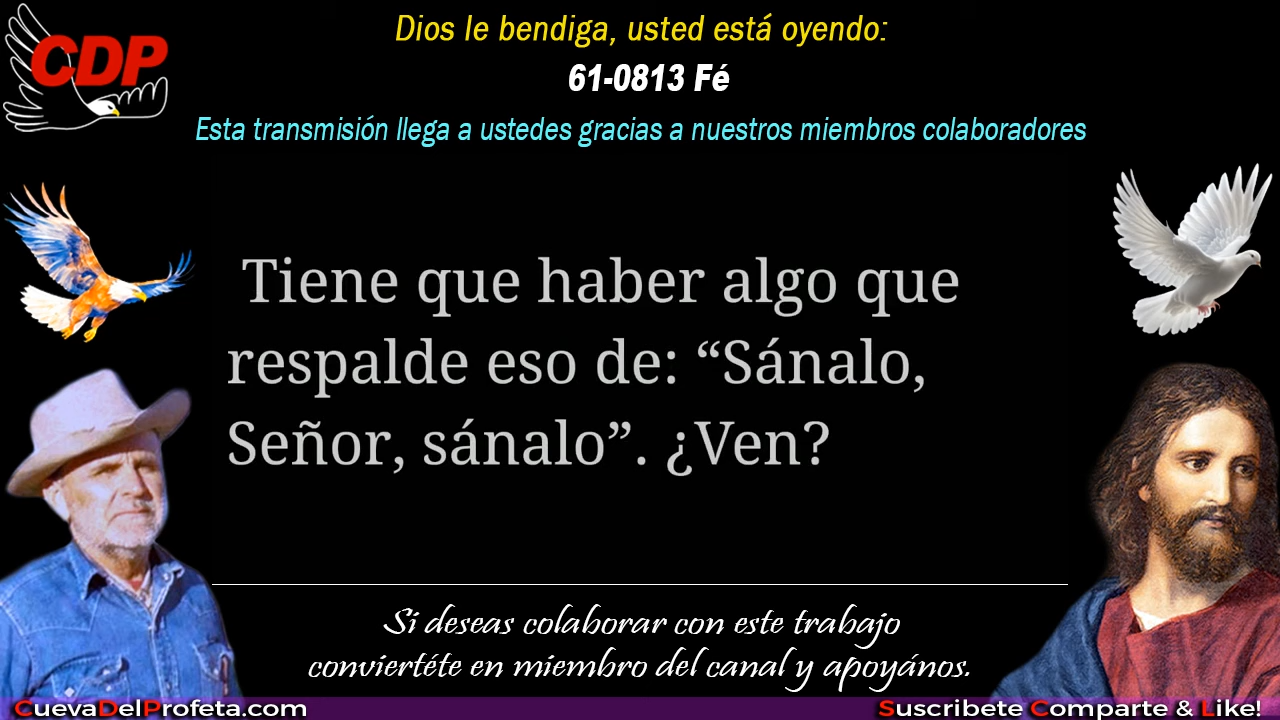 CDP
Dios le bendiga, usted está oyendo:
61-0813 Fé
Esta transmisión llega a ustedes gracias a nuestros miembros colaboradores
Tiene que haber algo que
respalde eso de: “Sánalo,
Señor, sánalo”. ¿Ven?
Si deseas colaborar con este trabajo
conviertéte en miembro del canal y apoyános.
CuevaDelProfeta.com
Suscribete Comparte & Like!